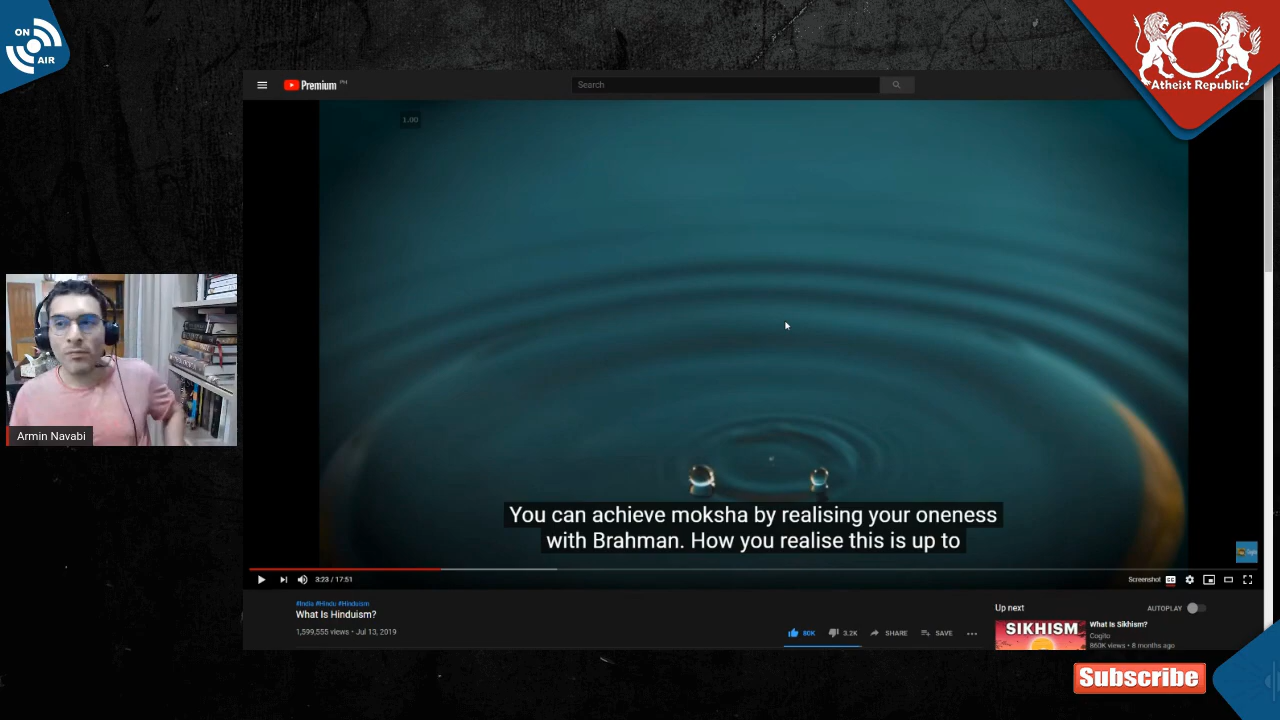 ON
AIR
Atheist Republic
Premium PH
Search
1.00
Armin Navabi
You can achieve moksha by realising your oneness
with Brahman. How you realise this is up to
3:23 / 17:51
Screenshot
#India #Hindu #Hinduism
What Is Hinduism?
1,599,555 views • Jul 13, 2019
80K
3.2K
SHARE
SAVE
Up next
AUTOPLAY
SIKHISM
What Is Sikhism?
Cogito
860K views • 8 months ago
Subscribe